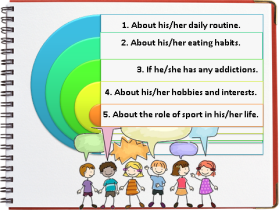 1. About his/her daily routine.
2. About his/her eating habits.
3. If he/she has any addictions.
4. About his/her hobbies and interests.
5. About the role of sport in his/her life.